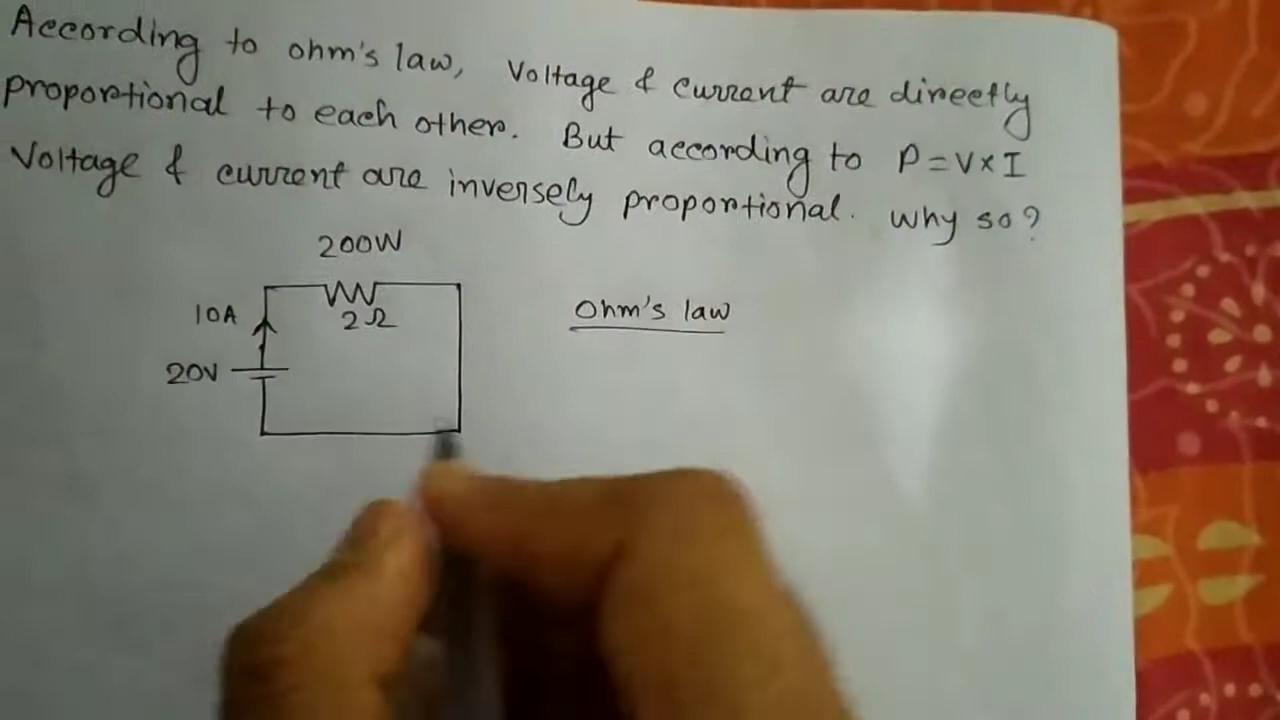 According to ohm's law, Voltage & current are directly
proportional to each other. But according to P = V x I
Voltage & current are inversely proportional. Why so?
200W
10A
2Ω
20V
Ohm's law